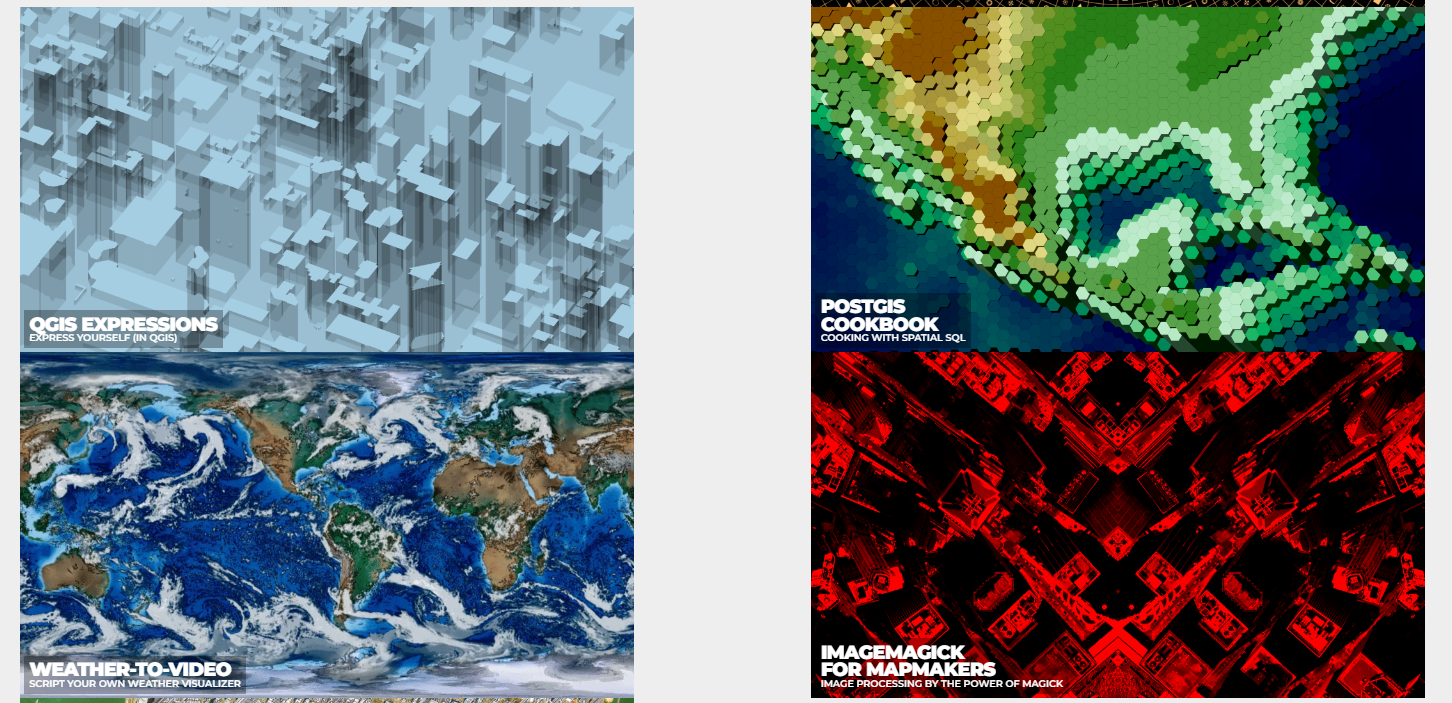 QGIS EXPRESSIONS
EXPRESS YOURSELF (IN QGIS)
POSTGIS
COOKBOOK
COOKING WITH SPATIAL SQL
WEATHER-TO-VIDEO
SCRIPT YOUR OWN WEATHER VISUALIZER
IMAGEMAGICK
FOR MAPMAKERS
IMAGE PROCESSING BY THE POWER OF MAGICK